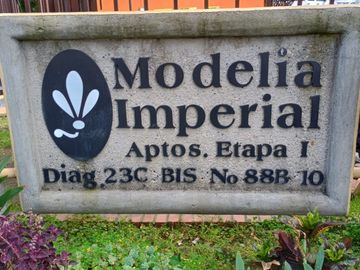 Modelia
Imperial
Aptos. Etapa I
Diag. 23C BIS No 88B 10